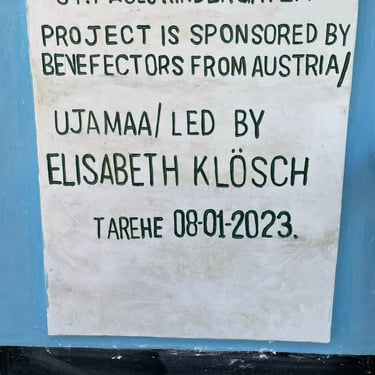 PROJECT IS SPONSORED BY
BEVEFECTORS FROM AUSTRIA/
UJAMAA/LED BY
ELISABETH KLÖSCH
TAREHE 08-01-2023.